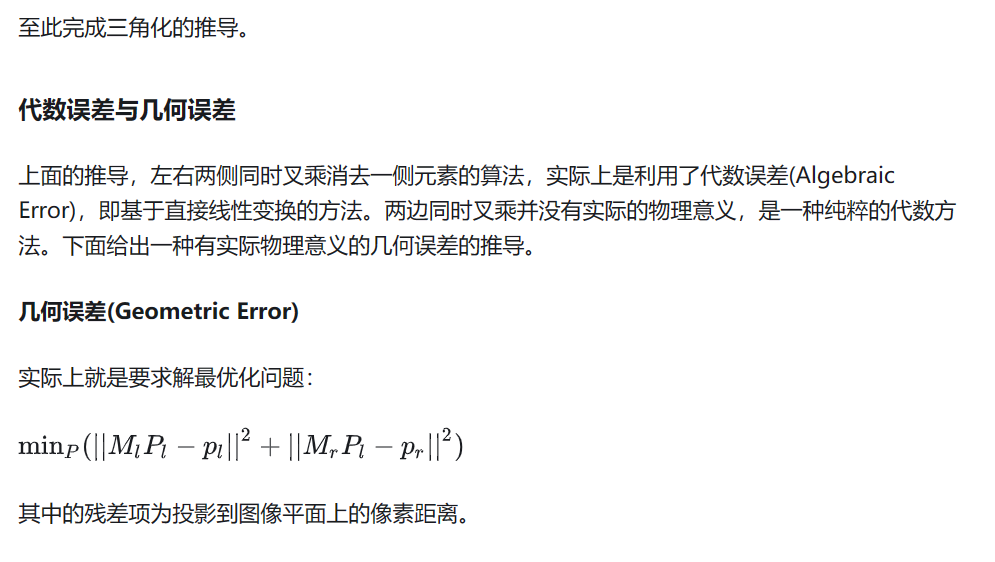 至此完成三角化的推导。
代数误差与几何误差
上面的推导，左右两侧同时叉乘消去一侧元素的算法，实际上是利用了代数误差(Algebraic
Error)，即基于直接线性变换的方法。两边同时叉乘并没有实际的物理意义，是一种纯粹的代数方
法。下面给出一种有实际物理意义的几何误差的推导。
几何误差(Geometric Error)
实际上就是要求解最优化问题：
min_P(||M_l P_l − p_l||^2 + ||M_r P_l − p_r||^2)
其中的残差项为投影到图像平面上的像素距离。